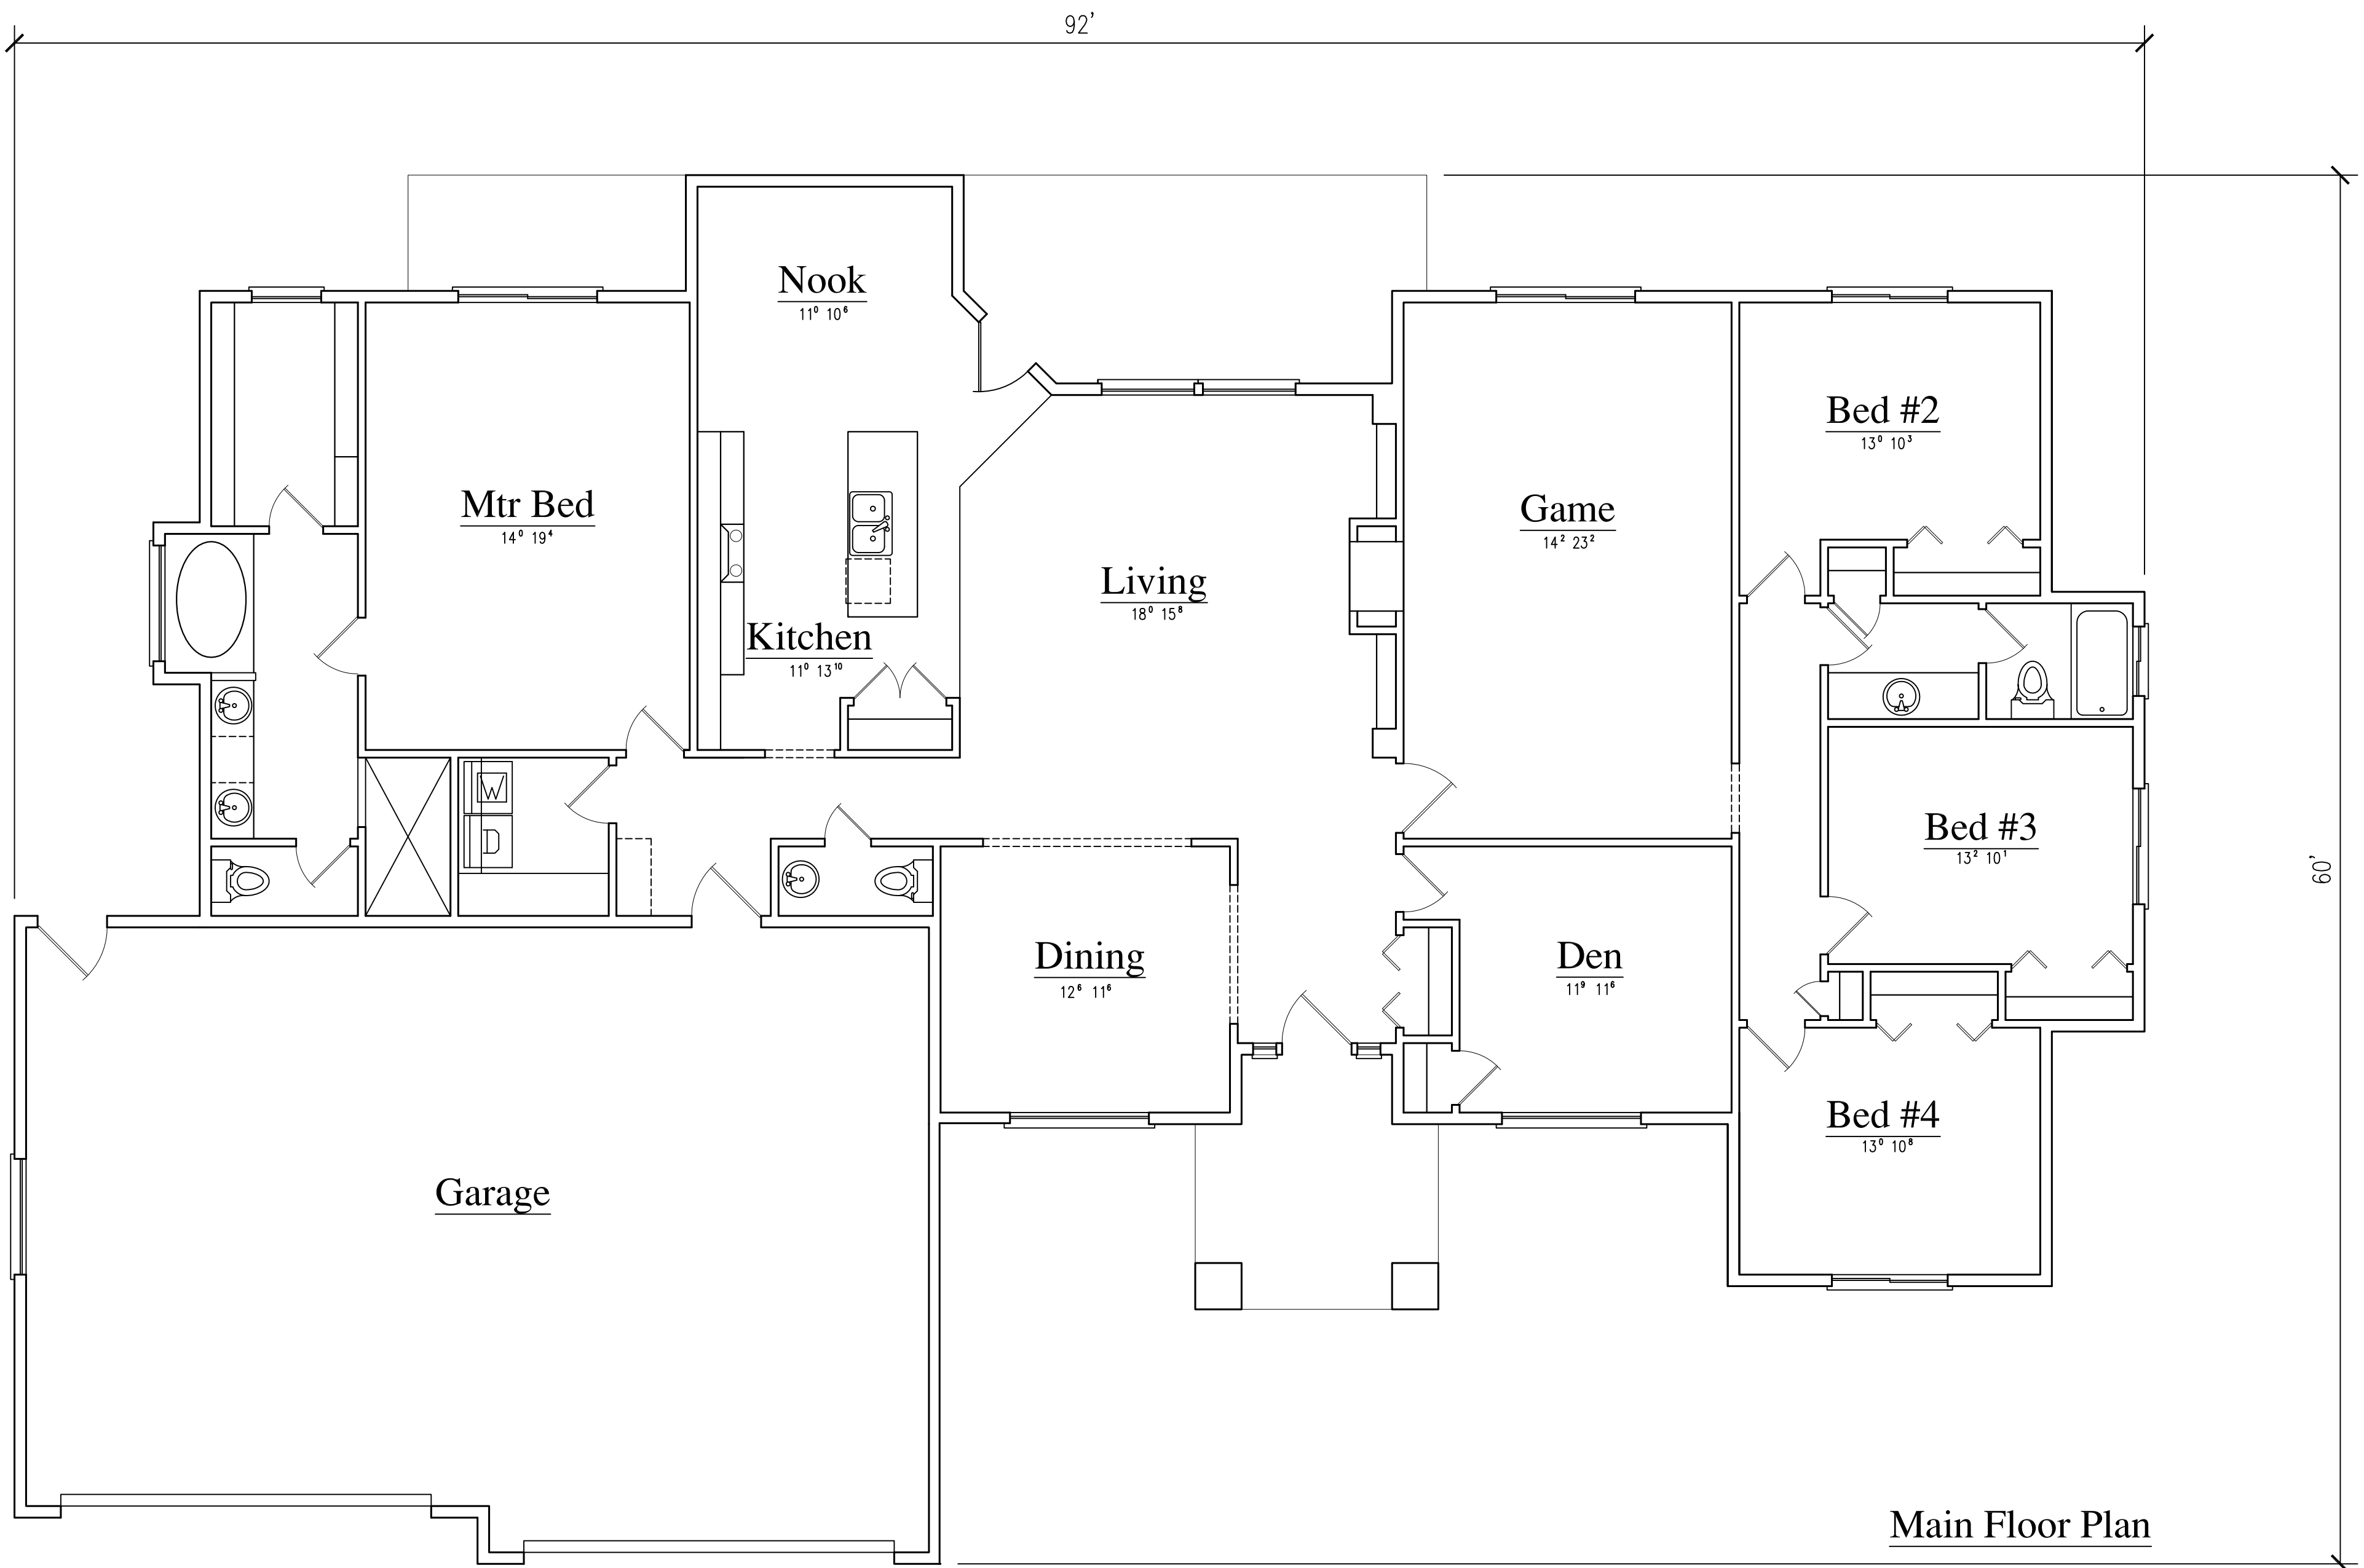 92'
Nook
11⁰ 10⁶
Bed #2
13⁰ 10³
Mtr Bed
14⁰ 19⁴
Game
14² 23²
Living
18⁰ 15⁸
Kitchen
11⁰ 13¹⁰
W
D
Bed #3
13² 10¹
60'
Dining
12⁶ 11⁶
Den
11⁹ 11⁶
Bed #4
13⁰ 10⁸
Garage
Main Floor Plan